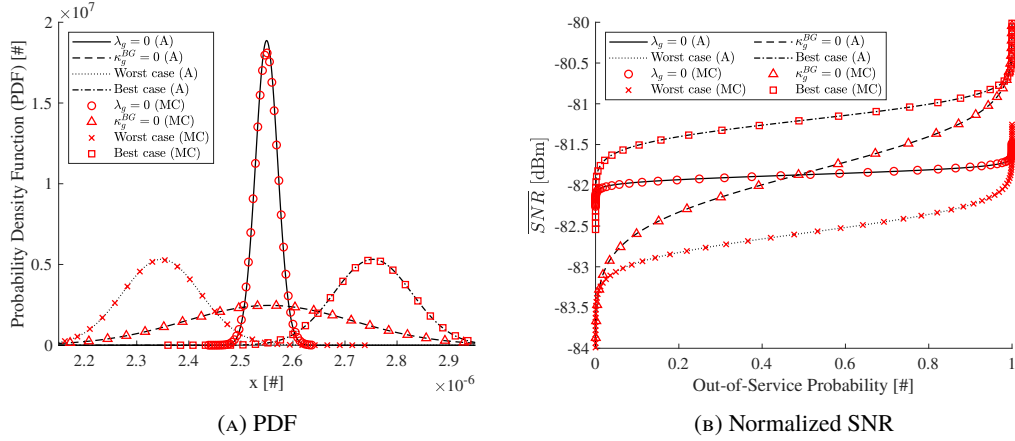 2 ×10⁷
1.5
1
0.5
0
Probability Density Function (PDF) [#]
λ_g = 0 (A)
κ_g^{BG} = 0 (A)
Worst case (A)
Best case (A)
λ_g = 0 (MC)
κ_g^{BG} = 0 (MC)
Worst case (MC)
Best case (MC)
2.2 2.3 2.4 2.5 2.6 2.7 2.8 2.9
×10⁻⁶
x [#]
(A) PDF
-80
-80.5
-81
-81.5
-82
-82.5
-83
-83.5
-84
SNR [dBm]
λ_g = 0 (A) κ_g^{BG} = 0 (A)
Worst case (A) Best case (A)
λ_g = 0 (MC) κ_g^{BG} = 0 (MC)
Worst case (MC) Best case (MC)
0 0.2 0.4 0.6 0.8 1
Out-of-Service Probability [#]
(B) Normalized SNR